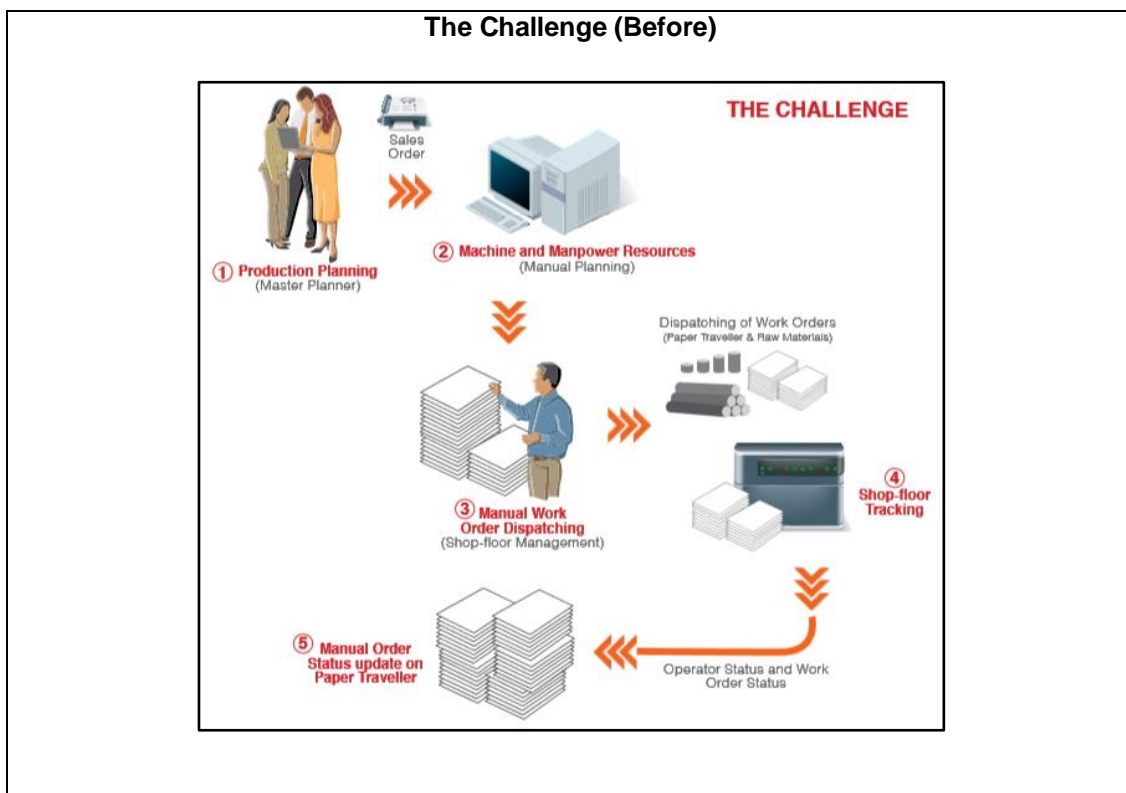 The Challenge (Before)
THE CHALLENGE
Sales
Order
② Machine and Manpower Resources
(Manual Planning)
① Production Planning
(Master Planner)
Dispatching of Work Orders
(Paper Traveller & Raw Materials)
④
Shop-floor
Tracking
③ Manual Work
Order Dispatching
(Shop-floor Management)
⑤ Manual Order
Status update on
Paper Traveller
Operator Status and Work
Order Status